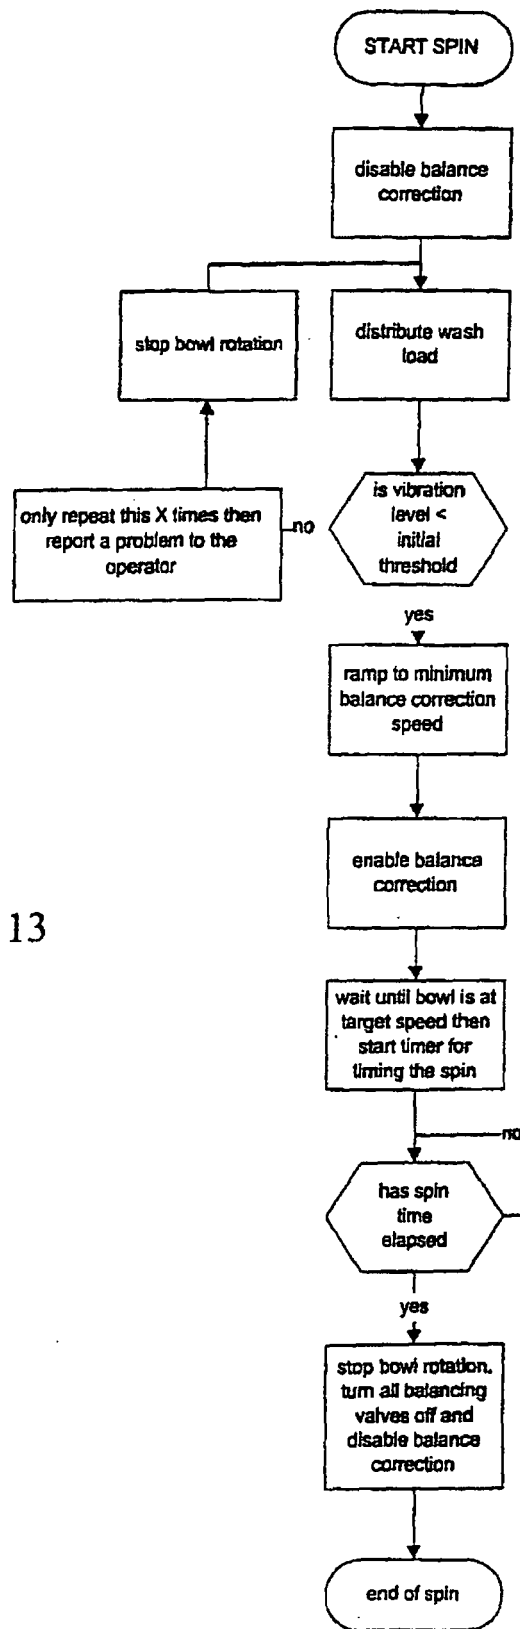 START SPIN
disable balance
correction
stop bowl rotation
distribute wash
load
only repeat this X times then
report a problem to the
operator
no
is vibration
level <
initial
threshold
yes
ramp to minimum
balance correction
speed
enable balance
correction
13
wait until bowl is at
target speed then
start timer for
timing the spin
no
has spin
time
elapsed
yes
stop bowl rotation.
turn all balancing
valves off and
disable balance
correction
end of spin